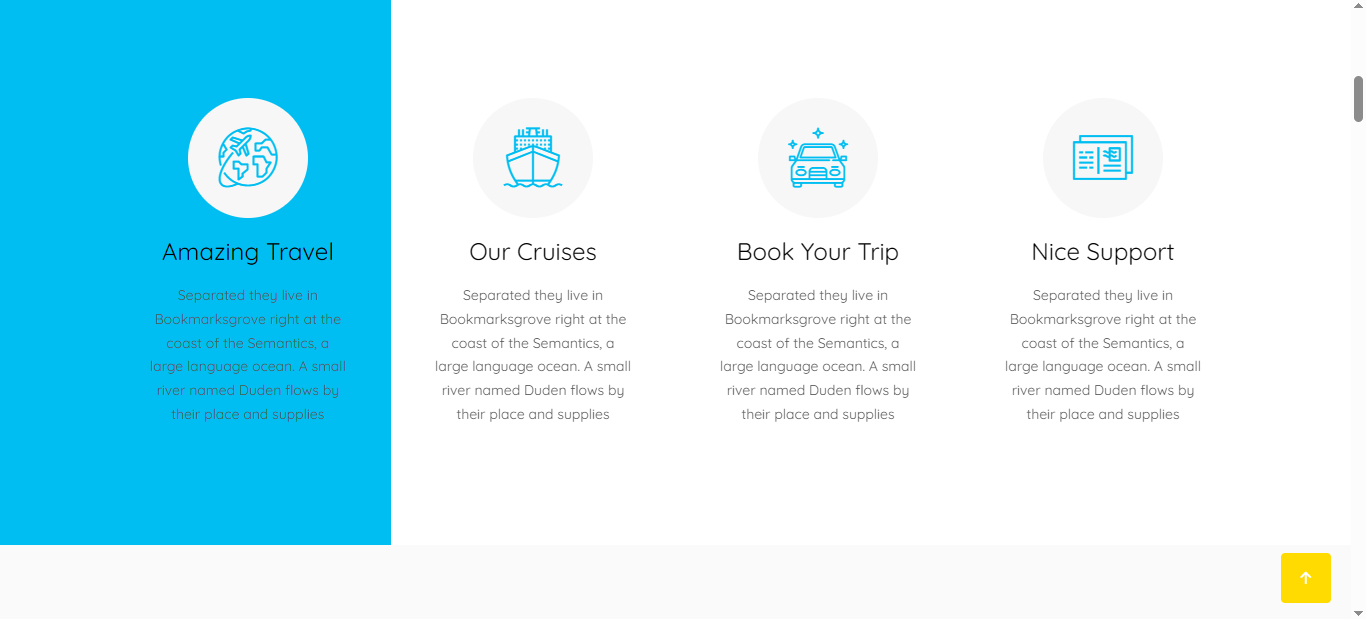 Amazing Travel
Separated they live in
Bookmarksgrove right at the
coast of the Semantics, a
large language ocean. A small
river named Duden flows by
their place and supplies
Our Cruises
Separated they live in
Bookmarksgrove right at the
coast of the Semantics, a
large language ocean. A small
river named Duden flows by
their place and supplies
Book Your Trip
Separated they live in
Bookmarksgrove right at the
coast of the Semantics, a
large language ocean. A small
river named Duden flows by
their place and supplies
Nice Support
Separated they live in
Bookmarksgrove right at the
coast of the Semantics, a
large language ocean. A small
river named Duden flows by
their place and supplies